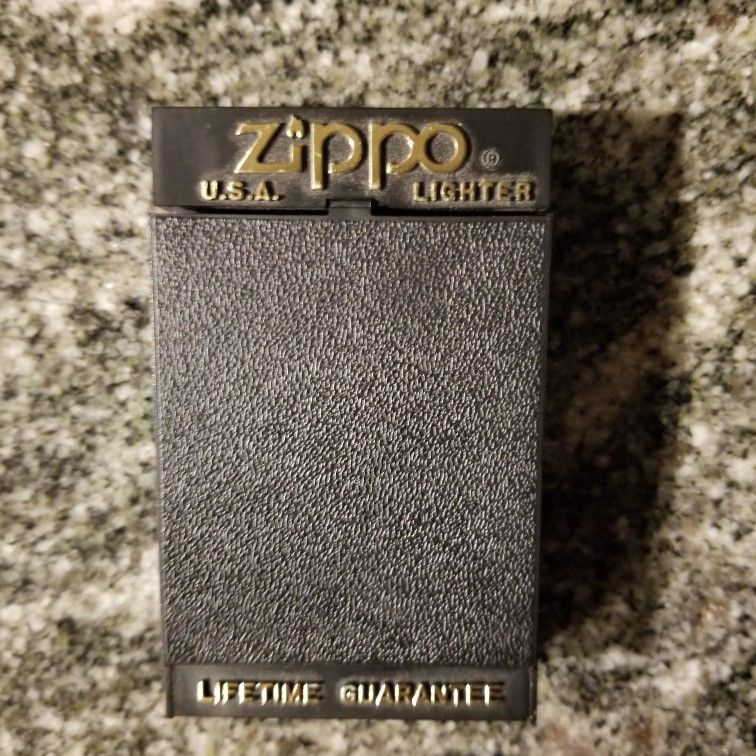 Zippo ®
U.S.A. LIGHTER
LIFETIME GUARANTEE